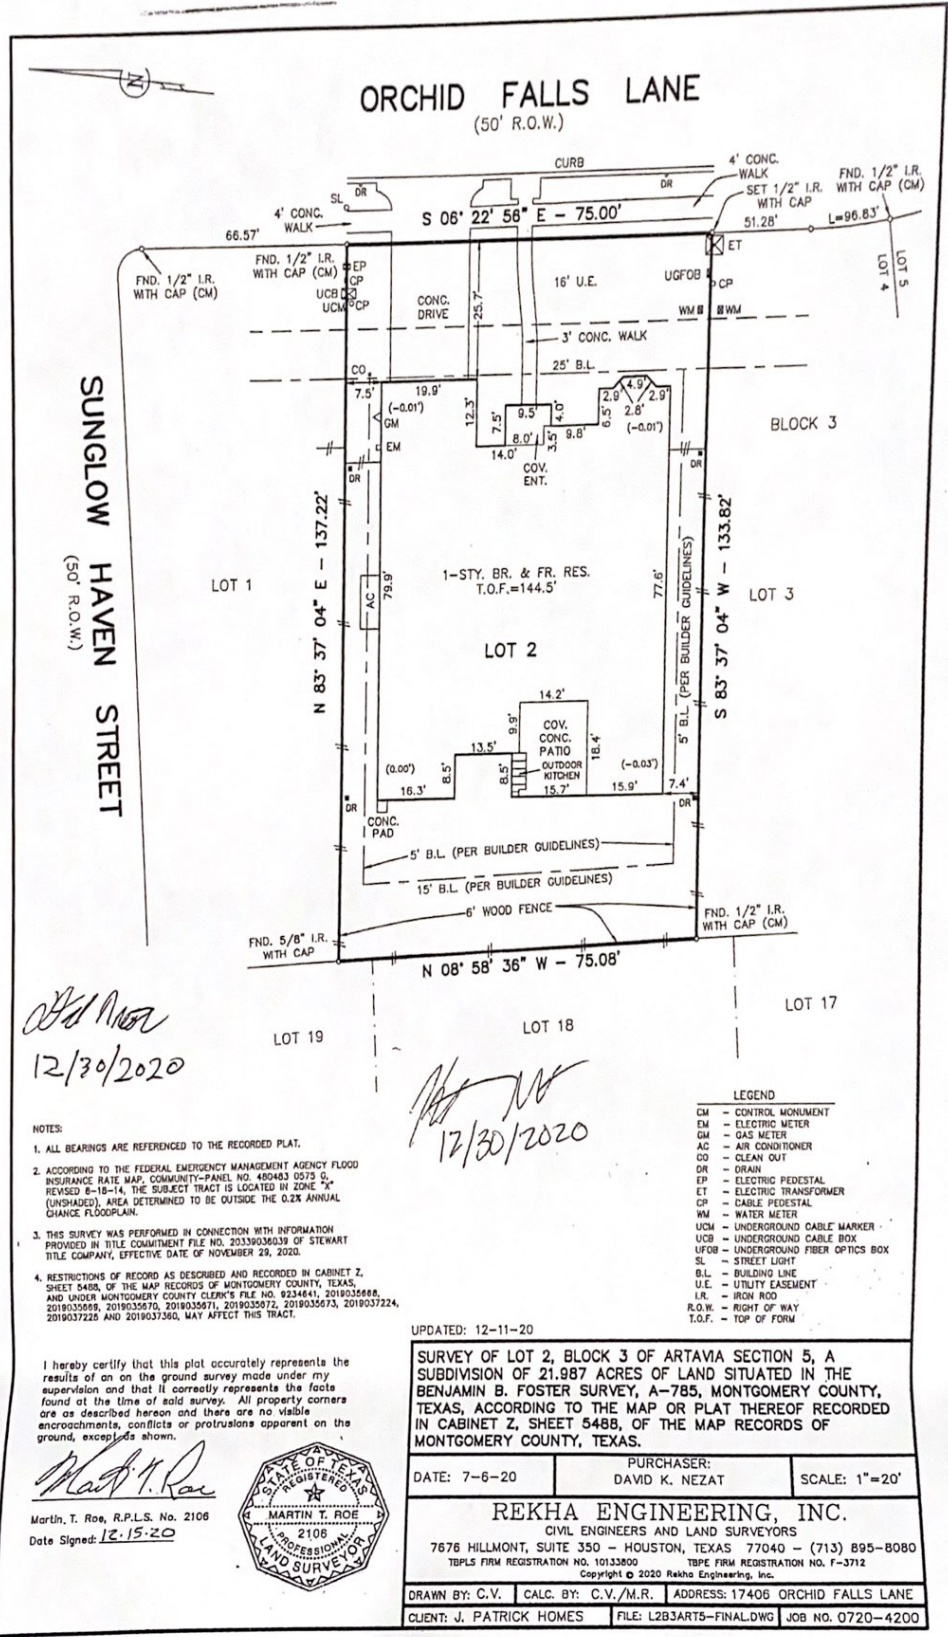 N
ORCHID FALLS LANE
(50' R.O.W.)
CURB
4' CONC.
WALK
DR
DR
SL
SET 1/2" I.R.
WITH CAP
FND. 1/2" I.R.
WITH CAP (CM)
4' CONC.
WALK
S 06° 22' 56" E - 75.00'
66.57'
51.28'
L=96.83'
LOT 5
LOT 4
FND. 1/2" I.R.
WITH CAP (CM)
FND. 1/2" I.R.
WITH CAP (CM)
EP
CP
UCB
UCM
CP
ET
UGFOB
CP
WM
WM
CONC.
DRIVE
25.7'
16' U.E.
3' CONC. WALK
25' B.L.
CO
7.5'
19.9'
(-0.01')
GM
EM
12.3'
7.5'
9.5'
4.0'
8.0'
3.5'
14.0'
9.8'
6.5'
2.9'
4.9'
2.9'
2.8'
(-0.01')
COV.
ENT.
BLOCK 3
DR
DR
SUNGLOW HAVEN STREET
(50' R.O.W.)
LOT 1
N 83° 37' 04" E - 137.22'
AC
79.9'
1-STY. BR. & FR. RES.
T.O.F.=144.5'
LOT 2
77.6'
5' B.L. (PER BUILDER GUIDELINES)
S 83° 37' 04" W - 133.82'
LOT 3
14.2'
9.9'
COV.
CONC.
PATIO
18.4'
OUTDOOR
KITCHEN
13.5'
8.5'
8.5'
(0.00')
16.3'
15.7'
15.9'
(-0.03')
7.4'
DR
DR
CONC.
PAD
5' B.L. (PER BUILDER GUIDELINES)
15' B.L. (PER BUILDER GUIDELINES)
6' WOOD FENCE
FND. 5/8" I.R.
WITH CAP
FND. 1/2" I.R.
WITH CAP (CM)
N 08° 58' 36" W - 75.08'
LOT 19
LOT 18
LOT 17
12/30/2020
12/30/2020
NOTES:
1. ALL BEARINGS ARE REFERENCED TO THE RECORDED PLAT.
2. ACCORDING TO THE FEDERAL EMERGENCY MANAGEMENT AGENCY FLOOD
INSURANCE RATE MAP, COMMUNITY-PANEL NO. 480483 0575 G,
REVISED 8-18-14, THE SUBJECT TRACT IS LOCATED IN ZONE "X"
(UNSHADED), AREA DETERMINED TO BE OUTSIDE THE 0.2% ANNUAL
CHANCE FLOODPLAIN.
3. THIS SURVEY WAS PERFORMED IN CONNECTION WITH INFORMATION
PROVIDED IN TITLE COMMITMENT FILE NO. 20339036039 OF STEWART
TITLE COMPANY, EFFECTIVE DATE OF NOVEMBER 29, 2020.
4. RESTRICTIONS OF RECORD AS DESCRIBED AND RECORDED IN CABINET Z,
SHEET 5488, OF THE MAP RECORDS OF MONTGOMERY COUNTY, TEXAS,
AND UNDER MONTGOMERY COUNTY CLERK'S FILE NO. 9234641, 2019035668,
2019035669, 2019035670, 2019035671, 2019035672, 2019035673, 2019037224,
2019037225 AND 2019037360, MAY AFFECT THIS TRACT.
LEGEND
CM - CONTROL MONUMENT
EM - ELECTRIC METER
GM - GAS METER
AC - AIR CONDITIONER
CO - CLEAN OUT
DR - DRAIN
EP - ELECTRIC PEDESTAL
ET - ELECTRIC TRANSFORMER
CP - CABLE PEDESTAL
WM - WATER METER
UCM - UNDERGROUND CABLE MARKER
UCB - UNDERGROUND CABLE BOX
UFOB - UNDERGROUND FIBER OPTICS BOX
SL - STREET LIGHT
B.L. - BUILDING LINE
U.E. - UTILITY EASEMENT
I.R. - IRON ROD
R.O.W. - RIGHT OF WAY
T.O.F. - TOP OF FORM
UPDATED: 12-11-20
I hereby certify that this plat accurately represents the
results of an on the ground survey made under my
supervision and that it correctly represents the facts
found at the time of said survey. All property corners
are as described hereon and there are no visible
encroachments, conflicts or protrusions apparent on the
ground, except as shown.
Martin T. Roe
Martin. T. Roe, R.P.L.S. No. 2106
Date Signed: 12.15.20
STATE OF TEXAS
REGISTERED
MARTIN T. ROE
2106
PROFESSIONAL
LAND SURVEYOR
SURVEY OF LOT 2, BLOCK 3 OF ARTAVIA SECTION 5, A
SUBDIVISION OF 21.987 ACRES OF LAND SITUATED IN THE
BENJAMIN B. FOSTER SURVEY, A-785, MONTGOMERY COUNTY,
TEXAS, ACCORDING TO THE MAP OR PLAT THEREOF RECORDED
IN CABINET Z, SHEET 5488, OF THE MAP RECORDS OF
MONTGOMERY COUNTY, TEXAS.
DATE: 7-6-20
PURCHASER:
DAVID K. NEZAT
SCALE: 1"=20'
REKHA ENGINEERING, INC.
CIVIL ENGINEERS AND LAND SURVEYORS
7676 HILLMONT, SUITE 350 - HOUSTON, TEXAS 77040 - (713) 895-8080
TBPLS FIRM REGISTRATION NO. 10133800 TBPE FIRM REGISTRATION NO. F-3712
Copyright © 2020 Rekha Engineering, Inc.
DRAWN BY: C.V. CALC. BY: C.V./M.R. ADDRESS: 17406 ORCHID FALLS LANE
CLIENT: J. PATRICK HOMES FILE: L2B3ART5-FINAL.DWG JOB NO. 0720-4200